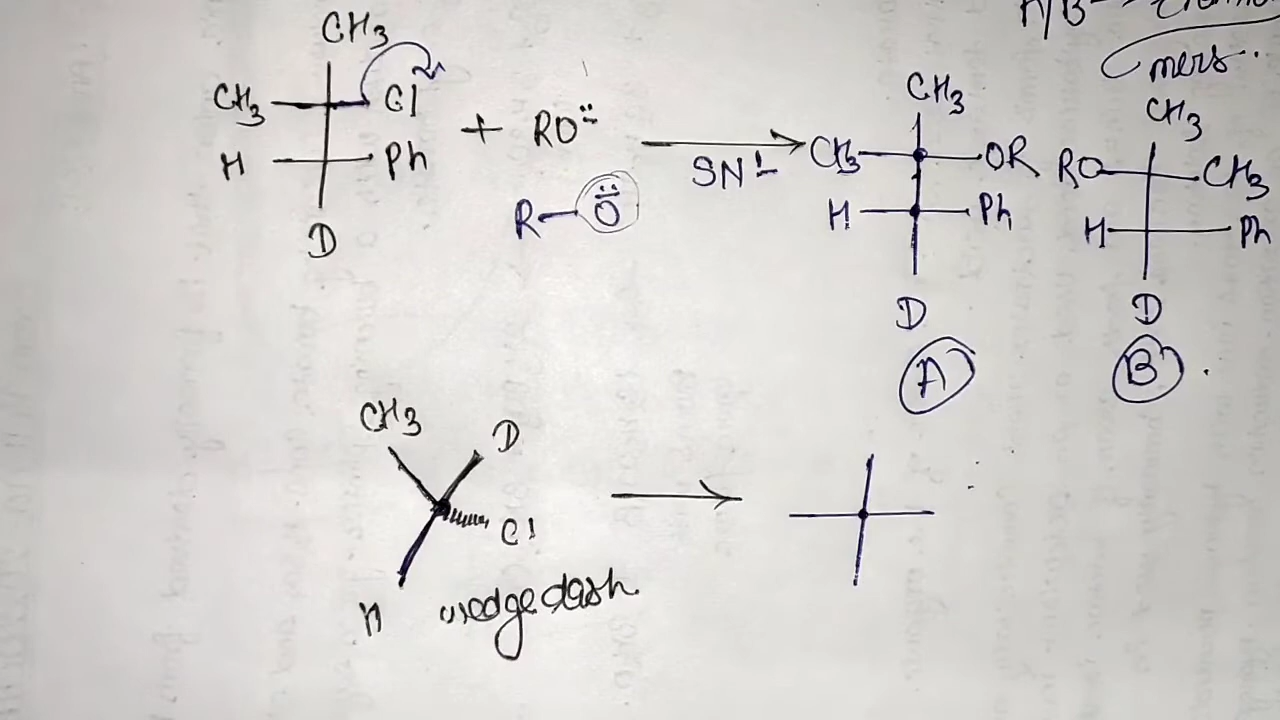 A/B →
mers.
CH3
CH3 Cl + RO:
H Ph
D
R—Ö
SN1
CH3
CH3 OR
H Ph
D
A
CH3
RO CH3
H Ph
D
B
CH3 D
Cl
H wedge dash